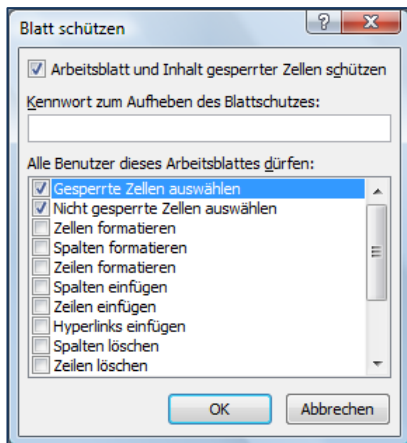 Blatt schützen
Arbeitsblatt und Inhalt gesperrter Zellen schützen
Kennwort zum Aufheben des Blattschutzes:
Alle Benutzer dieses Arbeitsblattes dürfen:
Gesperrte Zellen auswählen
Nicht gesperrte Zellen auswählen
Zellen formatieren
Spalten formatieren
Zeilen formatieren
Spalten einfügen
Zeilen einfügen
Hyperlinks einfügen
Spalten löschen
Zeilen löschen
OK Abbrechen